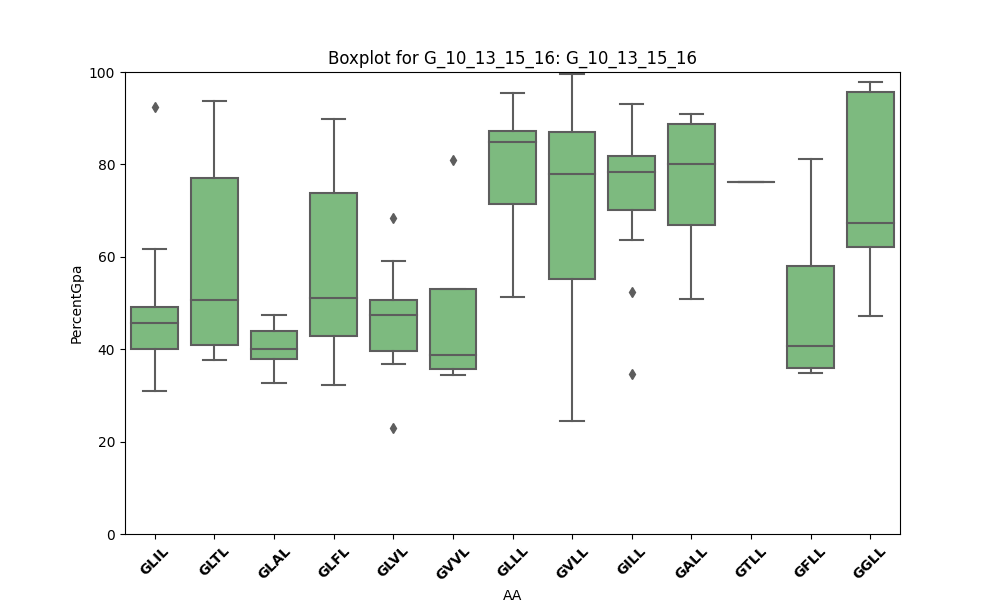 Boxplot for G_10_13_15_16: G_10_13_15_16
100
80
60
40
20
0
PercentGpa
GLIL GLTL GLAL GLFL GLVL GVVL GLLL GVLL GILL GALL GTLL GFLL GGLL
AA